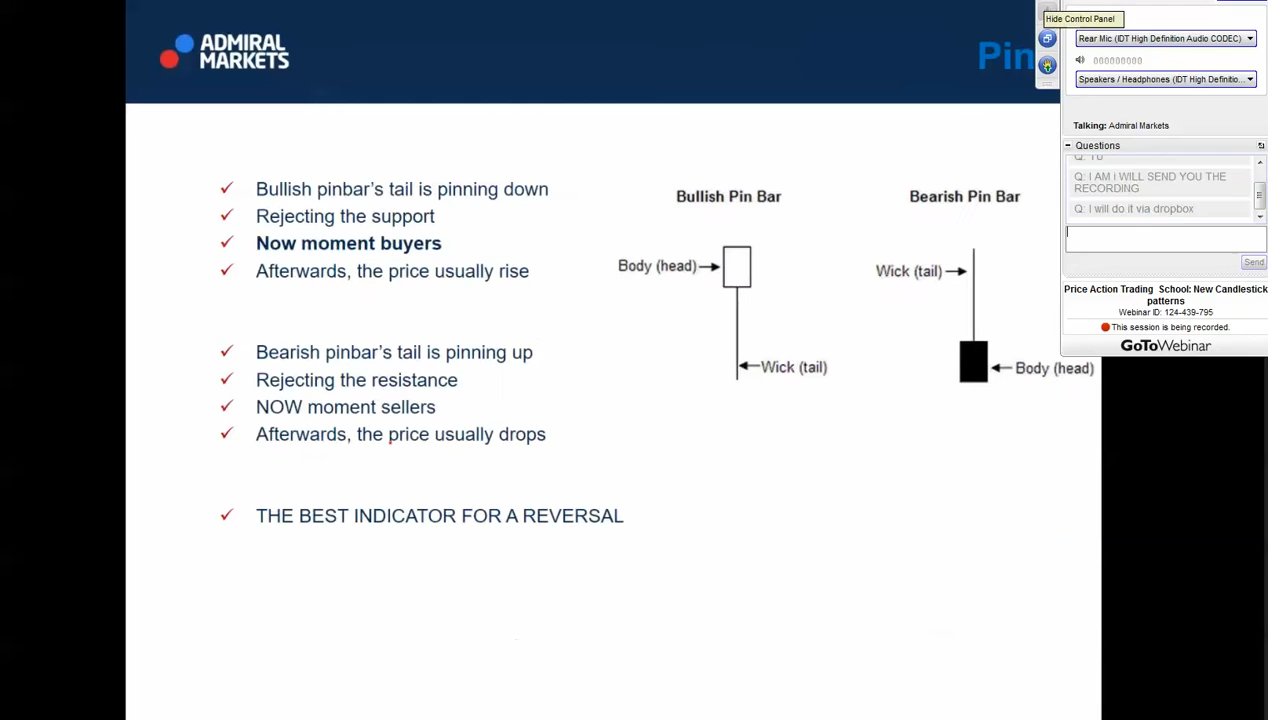 ADMIRAL
MARKETS
Pin
Bullish pinbar's tail is pinning down
Rejecting the support
Now moment buyers
Afterwards, the price usually rise
Bearish pinbar's tail is pinning up
Rejecting the resistance
NOW moment sellers
Afterwards, the price usually drops
THE BEST INDICATOR FOR A REVERSAL
Bullish Pin Bar
Body (head)
Wick (tail)
Bearish Pin Bar
Wick (tail)
Body (head)
Hide Control Panel
Rear Mic (IDT High Definition Audio CODEC)
000000000
Speakers / Headphones (IDT High Definitio...
Talking: Admiral Markets
Questions
Q: I AM i WILL SEND YOU THE
RECORDING
Q: I will do it via dropbox
Send
Price Action Trading School: New Candlestick
patterns
Webinar ID: 124-439-795
This session is being recorded.
GoToWebinar